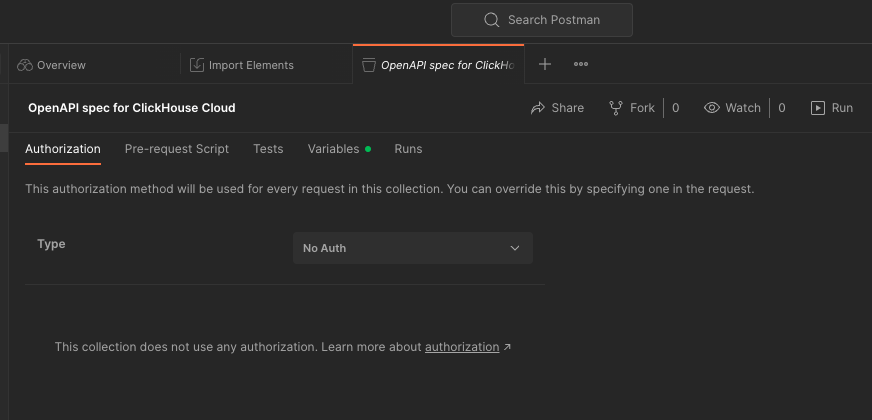 Search Postman
Overview
Import Elements
OpenAPI spec for ClickHo
OpenAPI spec for ClickHouse Cloud
Share
Fork 0
Watch 0
Run
Authorization
Pre-request Script
Tests
Variables
Runs
This authorization method will be used for every request in this collection. You can override this by specifying one in the request.
Type
No Auth
This collection does not use any authorization. Learn more about authorization ↗